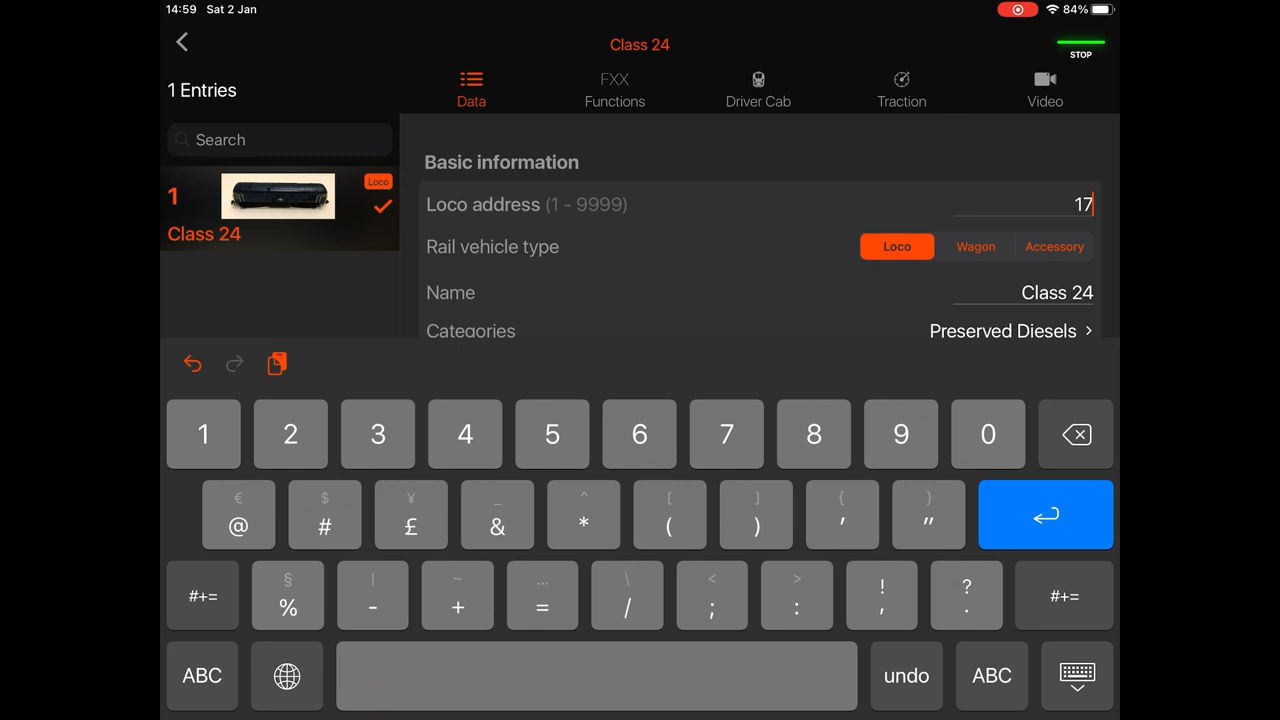 14:59 Sat 2 Jan 84%
Class 24
STOP
1 Entries
Data
FXX Functions
Driver Cab
Traction
Video
Search
1
Loco
Class 24
Basic information
Loco address (1 - 9999) 17
Rail vehicle type Loco Wagon Accessory
Name Class 24
Categories Preserved Diesels >
1 2 3 4 5 6 7 8 9 0
€ $ ¥ _ ^ [ ] { }
@ # £ & * ( ) ' "
§ | ~ … \ < > ! ?
#+= % - + = / ; : , . #+=
ABC undo ABC